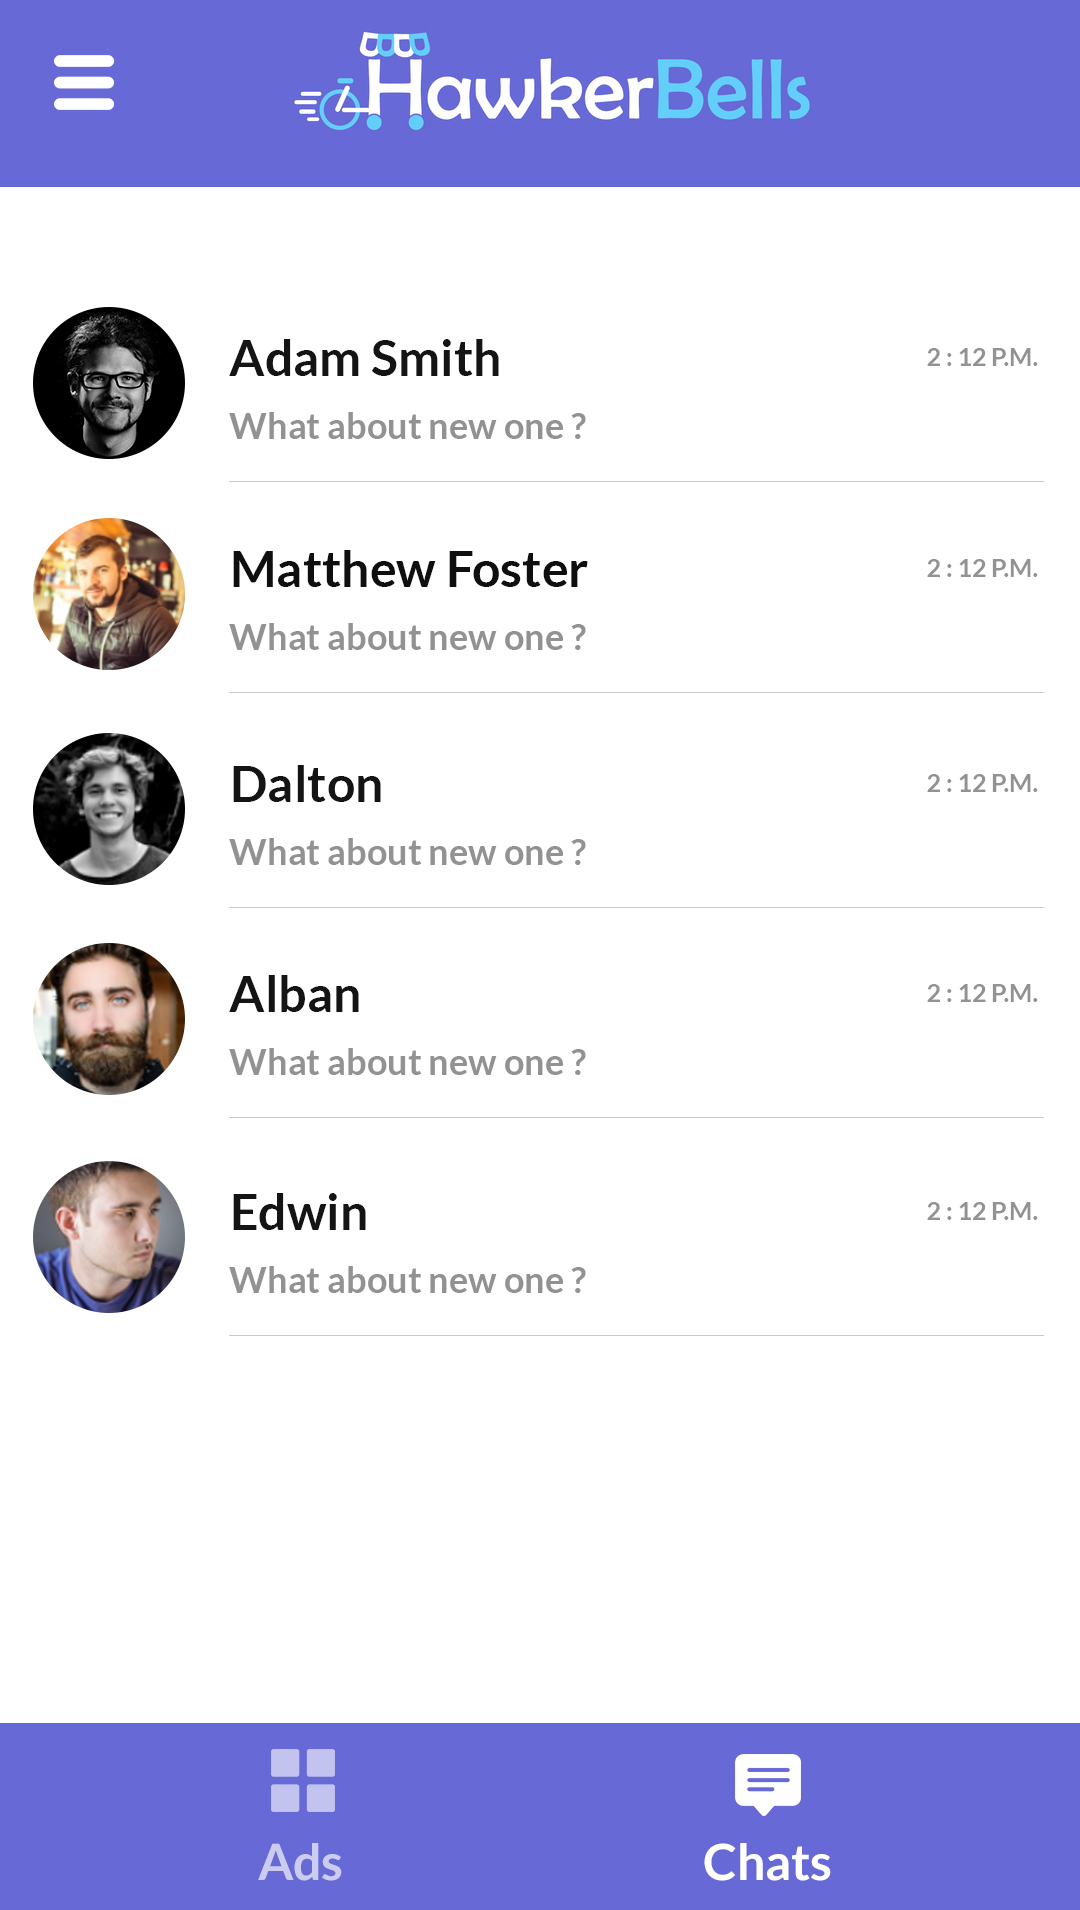 HawkerBells
Adam Smith
2 : 12 P.M.
What about new one ?
Matthew Foster
2 : 12 P.M.
What about new one ?
Dalton
2 : 12 P.M.
What about new one ?
Alban
2 : 12 P.M.
What about new one ?
Edwin
2 : 12 P.M.
What about new one ?
Ads
Chats